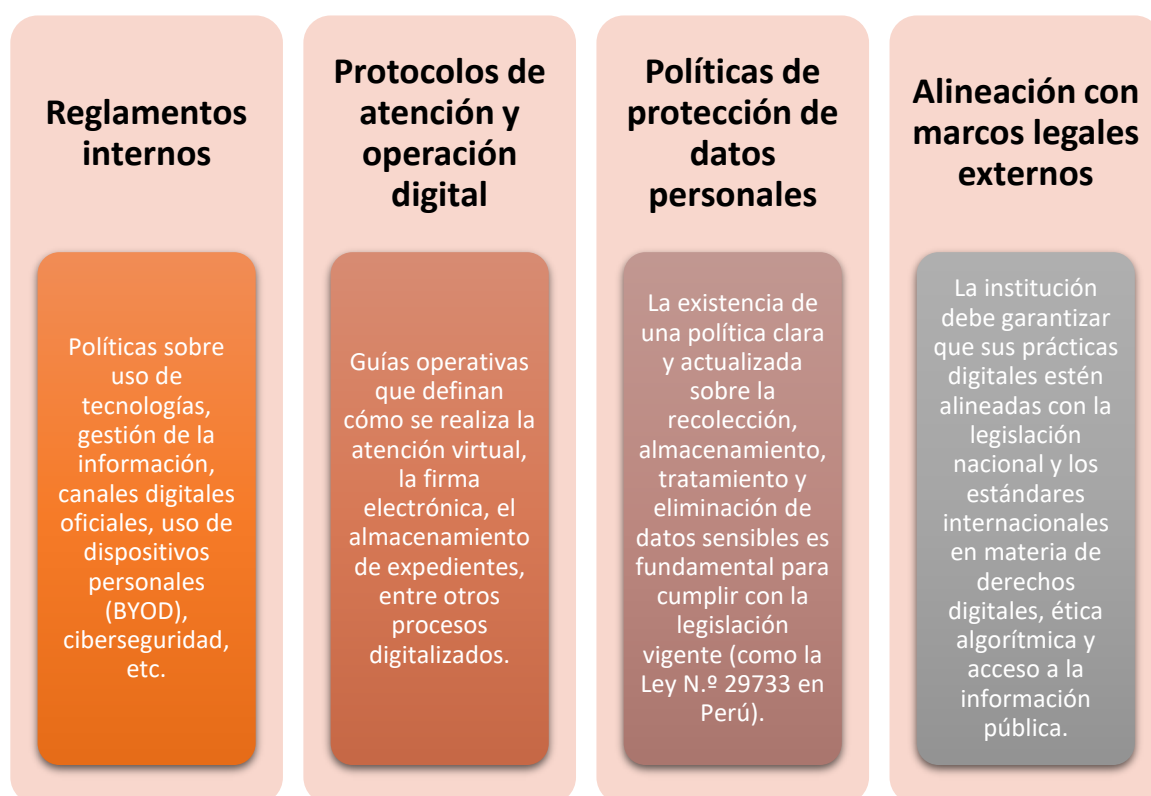 Reglamentos
internos
Políticas sobre
uso de
tecnologías,
gestión de la
información,
canales digitales
oficiales, uso de
dispositivos
personales
(BYOD),
ciberseguridad,
etc.
Protocolos de
atención y
operación
digital
Guías operativas
que definan
cómo se realiza la
atención virtual,
la firma
electrónica, el
almacenamiento
de expedientes,
entre otros
procesos
digitalizados.
Políticas de
protección de
datos
personales
La existencia de
una política clara
y actualizada
sobre la
recolección,
almacenamiento,
tratamiento y
eliminación de
datos sensibles es
fundamental para
cumplir con la
legislación
vigente (como la
Ley N.º 29733 en
Perú).
Alineación con
marcos legales
externos
La institución
debe garantizar
que sus prácticas
digitales estén
alineadas con la
legislación
nacional y los
estándares
internacionales
en materia de
derechos
digitales, ética
algorítmica y
acceso a la
información
pública.